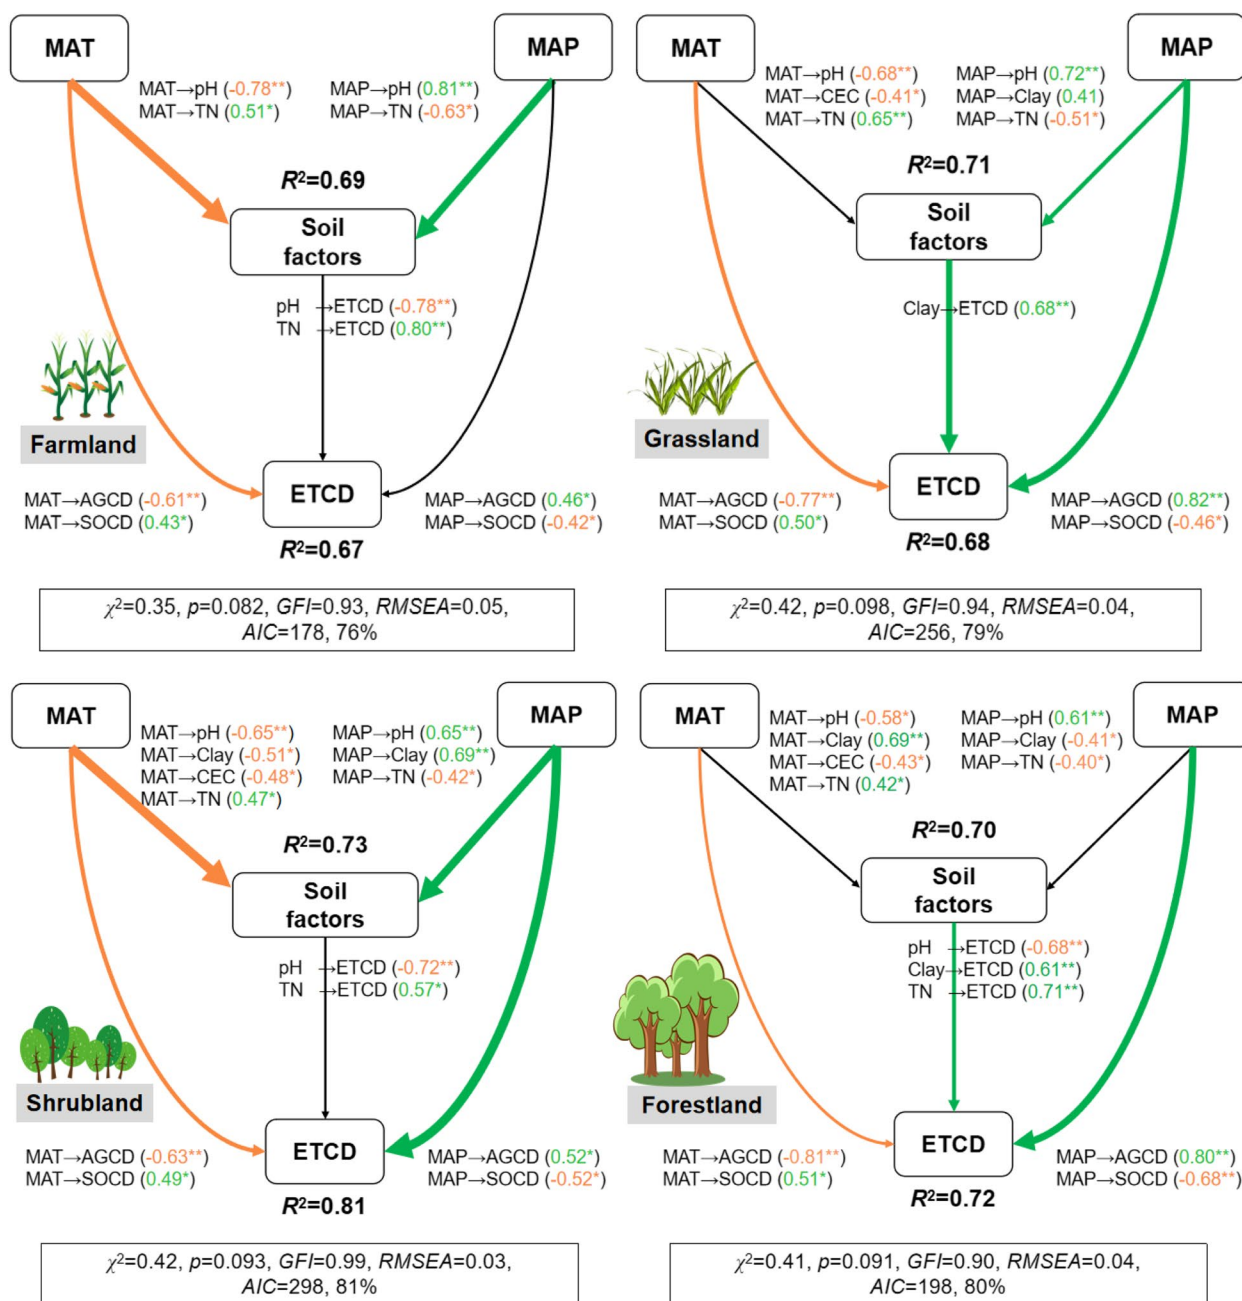 MAT
MAP
MAT→pH (-0.78**)
MAT→TN (0.51*)
MAP→pH (0.81**)
MAP→TN (-0.63*)
R²=0.69
Soil
factors
pH →ETCD (-0.78**)
TN →ETCD (0.80**)
Farmland
ETCD
MAT→AGCD (-0.61**)
MAT→SOCD (0.43*)
MAP→AGCD (0.46*)
MAP→SOCD (-0.42*)
R²=0.67
χ²=0.35, p=0.082, GFI=0.93, RMSEA=0.05,
AIC=178, 76%
MAT
MAP
MAT→pH (-0.68**)
MAT→CEC (-0.41*)
MAT→TN (0.65**)
MAP→pH (0.72**)
MAP→Clay (0.41)
MAP→TN (-0.51*)
R²=0.71
Soil
factors
Clay→ETCD (0.68**)
Grassland
ETCD
MAT→AGCD (-0.77**)
MAT→SOCD (0.50*)
MAP→AGCD (0.82**)
MAP→SOCD (-0.46*)
R²=0.68
χ²=0.42, p=0.098, GFI=0.94, RMSEA=0.04,
AIC=256, 79%
MAT
MAP
MAT→pH (-0.65**)
MAT→Clay (-0.51*)
MAT→CEC (-0.48*)
MAT→TN (0.47*)
MAP→pH (0.65**)
MAP→Clay (0.69**)
MAP→TN (-0.42*)
R²=0.73
Soil
factors
pH →ETCD (-0.72**)
TN →ETCD (0.57*)
Shrubland
ETCD
MAT→AGCD (-0.63**)
MAT→SOCD (0.49*)
MAP→AGCD (0.52*)
MAP→SOCD (-0.52*)
R²=0.81
χ²=0.42, p=0.093, GFI=0.99, RMSEA=0.03,
AIC=298, 81%
MAT
MAP
MAT→pH (-0.58*)
MAT→Clay (0.69**)
MAT→CEC (-0.43*)
MAT→TN (0.42*)
MAP→pH (0.61**)
MAP→Clay (-0.41*)
MAP→TN (-0.40*)
R²=0.70
Soil
factors
pH →ETCD (-0.68**)
Clay→ETCD (0.61**)
TN →ETCD (0.71**)
Forestland
ETCD
MAT→AGCD (-0.81**)
MAT→SOCD (0.51*)
MAP→AGCD (0.80**)
MAP→SOCD (-0.68**)
R²=0.72
χ²=0.41, p=0.091, GFI=0.90, RMSEA=0.04,
AIC=198, 80%